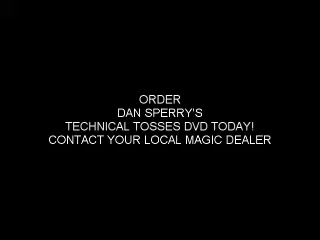 ORDER
DAN SPERRY'S
TECHNICAL TOSSES DVD TODAY!
CONTACT YOUR LOCAL MAGIC DEALER